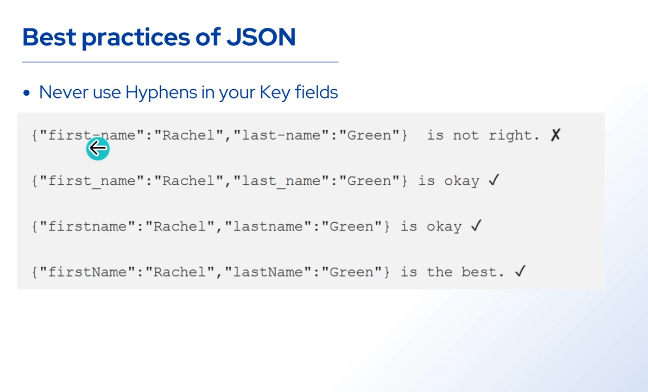 Best practices of JSON
• Never use Hyphens in your Key fields
{"first-name":"Rachel","last-name":"Green"} is not right. ✗
{"first_name":"Rachel","last_name":"Green"} is okay ✓
{"firstname":"Rachel","lastname":"Green"} is okay ✓
{"firstName":"Rachel","lastName":"Green"} is the best. ✓